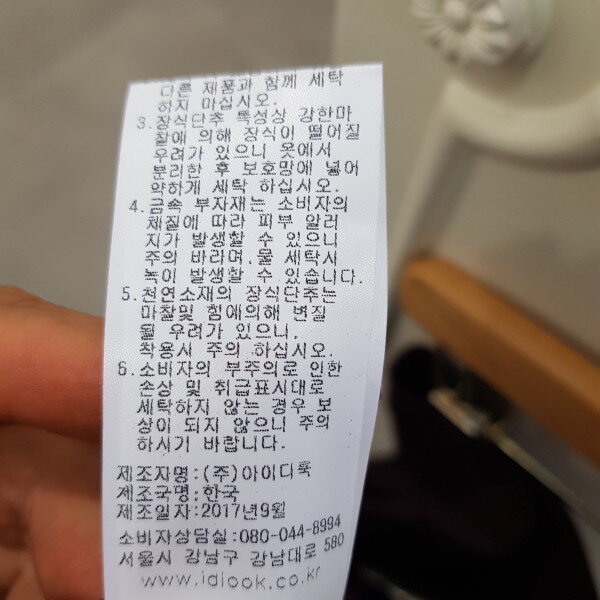 다른 제품과 함께 세탁
하지 마십시오.
3.장식단추 특성상 강한마
찰에 의해 장식이 떨어질
우려가 있으니 옷에서
분리한 후 보호망에 넣어
약하게 세탁 하십시오.
4.금속 부자재는 소비자의
체질에 따라 피부 알러
지가 발생할 수 있으니
주의 바라며,물 세탁시
녹이 발생할 수 있습니다.
5.천연소재의 장식단추는
마찰및 힘에의해 변질
될 우려가 있으니,
착용시 주의 하십시오.
6.소비자의 부주의로 인한
손상 및 취급표시대로
세탁하지 않는 경우 보
상이 되지 않으니 주의
하시기 바랍니다.
제조자명:(주)아이디룩
제조국명:한국
제조일자:2017년9월
소비자상담실:080-044-8994
서울시 강남구 강남대로 580
www.idlook.co.kr